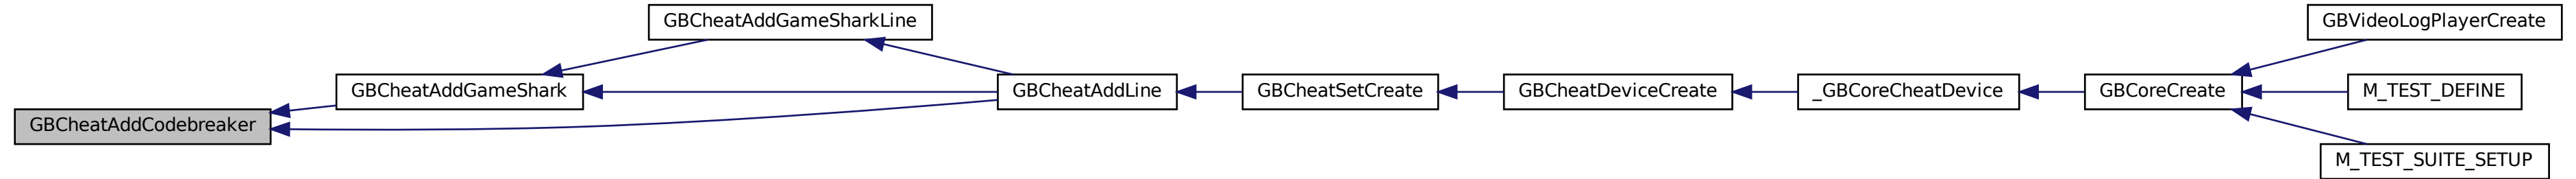 GBCheatAddCodebreaker
GBCheatAddGameShark
GBCheatAddGameSharkLine
GBCheatAddLine
GBCheatSetCreate
GBCheatDeviceCreate
_GBCoreCheatDevice
GBCoreCreate
GBVideoLogPlayerCreate
M_TEST_DEFINE
M_TEST_SUITE_SETUP